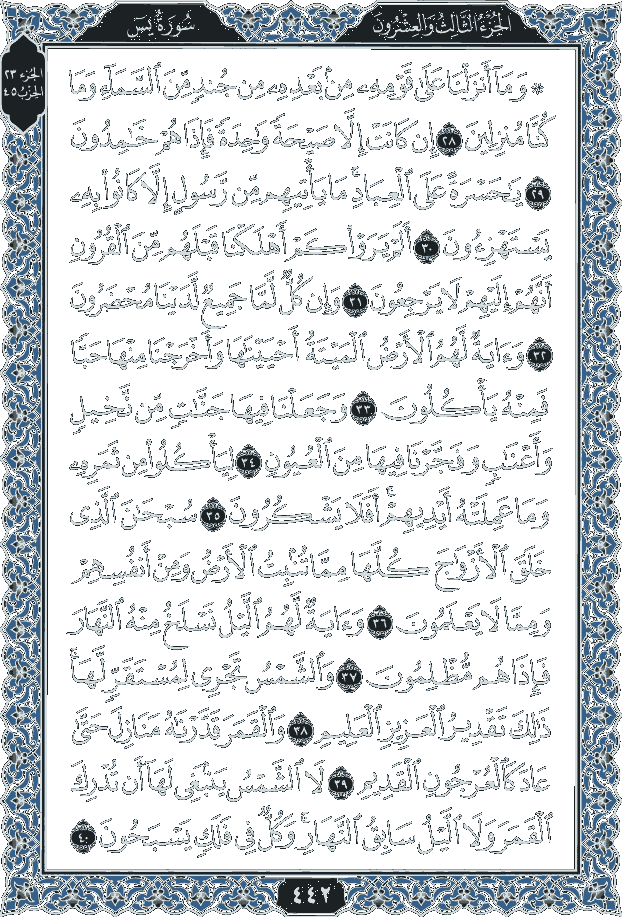 الجزء الثالث والعشرون
سورة يس
الجزء ٢٣
الحزب ٤٥
۞ وَمَآ أَنزَلْنَا عَلَىٰ قَوْمِهِۦ مِنۢ بَعْدِهِۦ مِن جُندٍ مِّنَ ٱلسَّمَآءِ وَمَا
كُنَّا مُنزِلِينَ ٢٨ إِن كَانَتْ إِلَّا صَيْحَةً وَٰحِدَةً فَإِذَا هُمْ خَٰمِدُونَ
٢٩ يَٰحَسْرَةً عَلَى ٱلْعِبَادِ ۚ مَا يَأْتِيهِم مِّن رَّسُولٍ إِلَّا كَانُوا۟ بِهِۦ
يَسْتَهْزِءُونَ ٣٠ أَلَمْ يَرَوْا۟ كَمْ أَهْلَكْنَا قَبْلَهُم مِّنَ ٱلْقُرُونِ
أَنَّهُمْ إِلَيْهِمْ لَا يَرْجِعُونَ ٣١ وَإِن كُلٌّ لَّمَّا جَمِيعٌ لَّدَيْنَا مُحْضَرُونَ
٣٢ وَءَايَةٌ لَّهُمُ ٱلْأَرْضُ ٱلْمَيْتَةُ أَحْيَيْنَٰهَا وَأَخْرَجْنَا مِنْهَا حَبًّا
فَمِنْهُ يَأْكُلُونَ ٣٣ وَجَعَلْنَا فِيهَا جَنَّٰتٍ مِّن نَّخِيلٍ
وَأَعْنَٰبٍ وَفَجَّرْنَا فِيهَا مِنَ ٱلْعُيُونِ ٣٤ لِيَأْكُلُوا۟ مِن ثَمَرِهِۦ
وَمَا عَمِلَتْهُ أَيْدِيهِمْ ۖ أَفَلَا يَشْكُرُونَ ٣٥ سُبْحَٰنَ ٱلَّذِى
خَلَقَ ٱلْأَزْوَٰجَ كُلَّهَا مِمَّا تُنۢبِتُ ٱلْأَرْضُ وَمِنْ أَنفُسِهِمْ
وَمِمَّا لَا يَعْلَمُونَ ٣٦ وَءَايَةٌ لَّهُمُ ٱلَّيْلُ نَسْلَخُ مِنْهُ ٱلنَّهَارَ
فَإِذَا هُم مُّظْلِمُونَ ٣٧ وَٱلشَّمْسُ تَجْرِى لِمُسْتَقَرٍّ لَّهَا ۚ
ذَٰلِكَ تَقْدِيرُ ٱلْعَزِيزِ ٱلْعَلِيمِ ٣٨ وَٱلْقَمَرَ قَدَّرْنَٰهُ مَنَازِلَ حَتَّىٰ
عَادَ كَٱلْعُرْجُونِ ٱلْقَدِيمِ ٣٩ لَا ٱلشَّمْسُ يَنۢبَغِى لَهَآ أَن تُدْرِكَ
ٱلْقَمَرَ وَلَا ٱلَّيْلُ سَابِقُ ٱلنَّهَارِ ۚ وَكُلٌّ فِى فَلَكٍ يَسْبَحُونَ ٤٠
٤٤٢